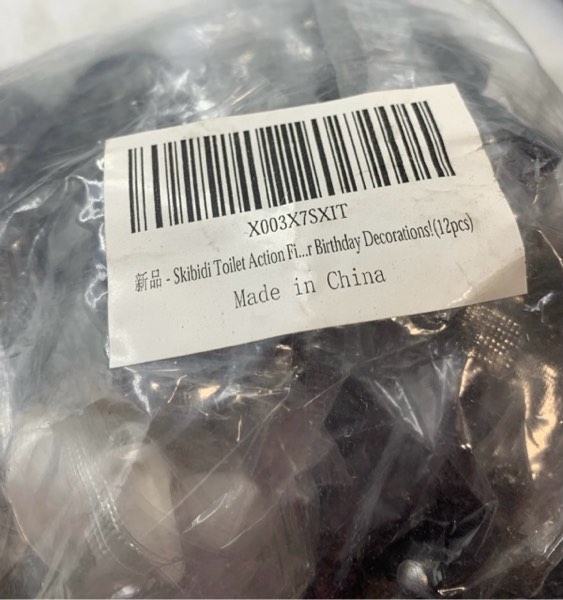 X003X7SXIT
新品 - Skibidi Toilet Action Fi...r Birthday Decorations!(12pcs)
Made in China